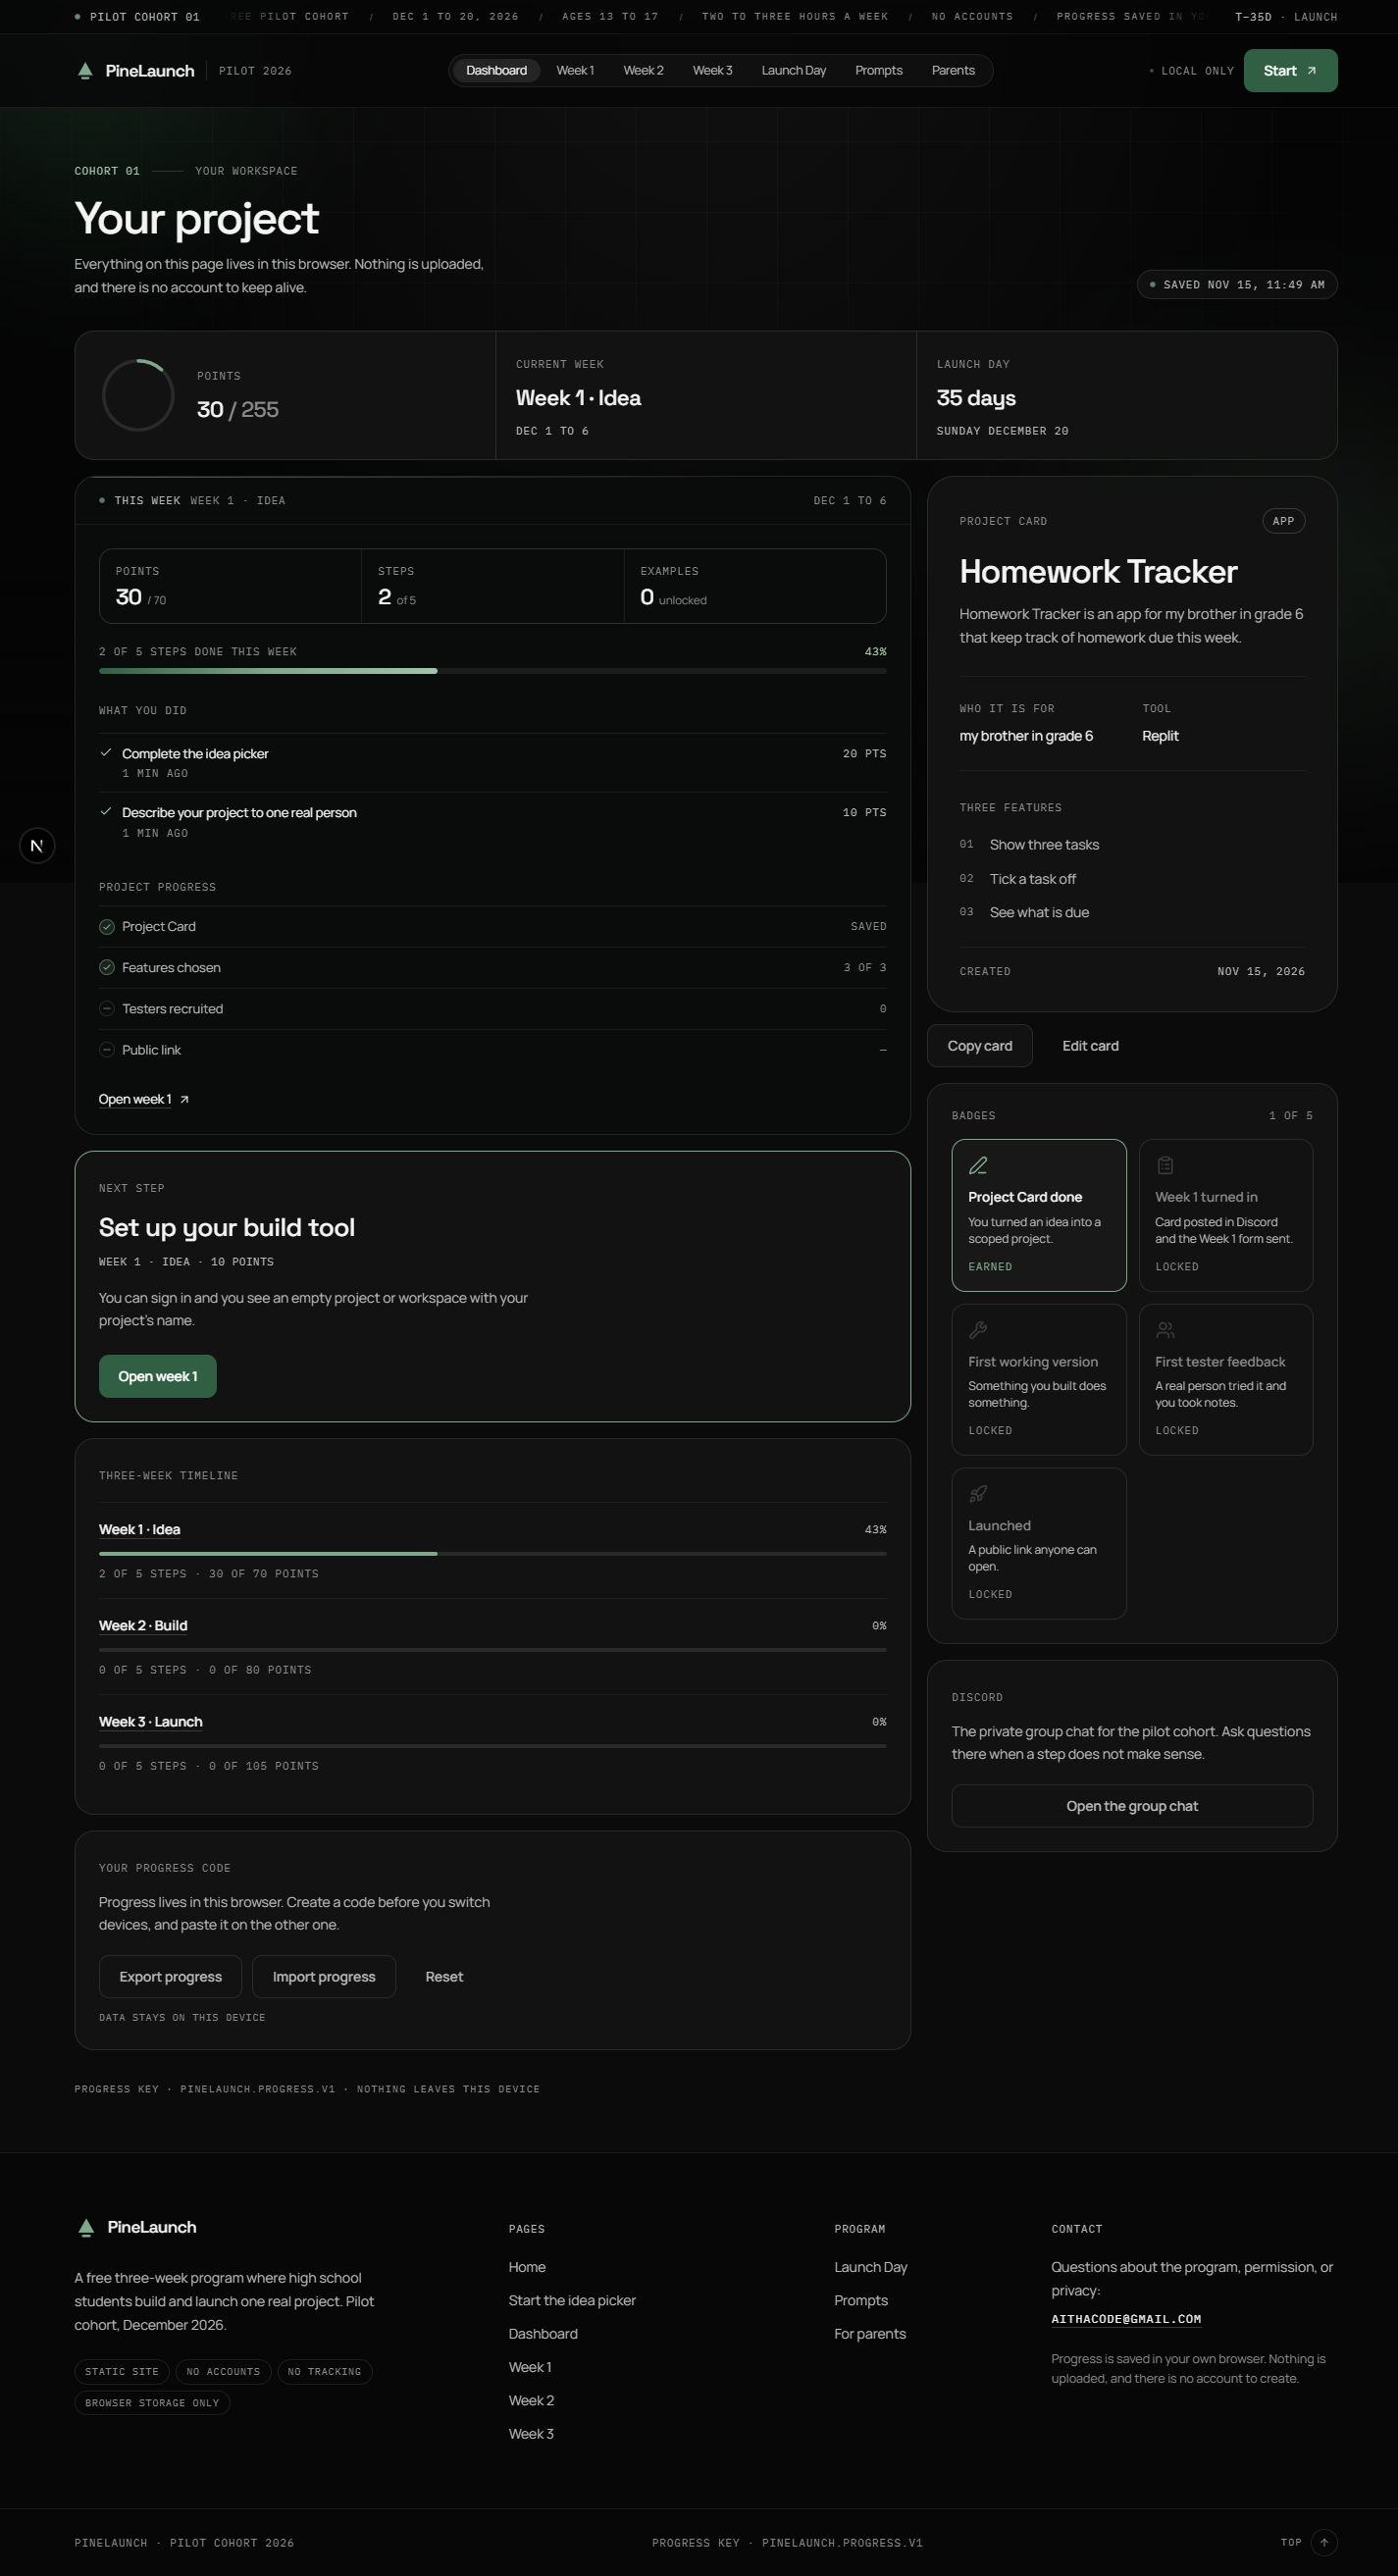 PILOT COHORT 01
REE PILOT COHORT / DEC 1 TO 20, 2026 / AGES 13 TO 17 / TWO TO THREE HOURS A WEEK / NO ACCOUNTS / PROGRESS SAVED IN YO
T−35D · LAUNCH
PineLaunch
PILOT 2026
Dashboard
Week 1
Week 2
Week 3
Launch Day
Prompts
Parents
LOCAL ONLY
Start
COHORT 01
YOUR WORKSPACE
Your project
Everything on this page lives in this browser. Nothing is uploaded,
and there is no account to keep alive.
SAVED NOV 15, 11:49 AM
POINTS
30 / 255
CURRENT WEEK
Week 1 · Idea
DEC 1 TO 6
LAUNCH DAY
35 days
SUNDAY DECEMBER 20
THIS WEEK WEEK 1 · IDEA
DEC 1 TO 6
POINTS
30 / 70
STEPS
2 of 5
EXAMPLES
0 unlocked
2 OF 5 STEPS DONE THIS WEEK
43%
WHAT YOU DID
Complete the idea picker
20 PTS
1 MIN AGO
Describe your project to one real person
10 PTS
1 MIN AGO
PROJECT PROGRESS
Project Card
SAVED
Features chosen
3 OF 3
Testers recruited
0
Public link
—
Open week 1
NEXT STEP
Set up your build tool
WEEK 1 · IDEA · 10 POINTS
You can sign in and you see an empty project or workspace with your
project's name.
Open week 1
THREE-WEEK TIMELINE
Week 1 · Idea
43%
2 OF 5 STEPS · 30 OF 70 POINTS
Week 2 · Build
0%
0 OF 5 STEPS · 0 OF 80 POINTS
Week 3 · Launch
0%
0 OF 5 STEPS · 0 OF 105 POINTS
YOUR PROGRESS CODE
Progress lives in this browser. Create a code before you switch
devices, and paste it on the other one.
Export progress
Import progress
Reset
DATA STAYS ON THIS DEVICE
PROJECT CARD
APP
Homework Tracker
Homework Tracker is an app for my brother in grade 6
that keep track of homework due this week.
WHO IT IS FOR
my brother in grade 6
TOOL
Replit
THREE FEATURES
01 Show three tasks
02 Tick a task off
03 See what is due
CREATED
NOV 15, 2026
Copy card
Edit card
BADGES
1 OF 5
Project Card done
You turned an idea into a
scoped project.
EARNED
Week 1 turned in
Card posted in Discord
and the Week 1 form sent.
LOCKED
First working version
Something you built does
something.
LOCKED
First tester feedback
A real person tried it and
you took notes.
LOCKED
Launched
A public link anyone can
open.
LOCKED
DISCORD
The private group chat for the pilot cohort. Ask questions
there when a step does not make sense.
Open the group chat
N
PROGRESS KEY · PINELAUNCH.PROGRESS.V1 · NOTHING LEAVES THIS DEVICE
PineLaunch
A free three-week program where high school
students build and launch one real project. Pilot
cohort, December 2026.
STATIC SITE
NO ACCOUNTS
NO TRACKING
BROWSER STORAGE ONLY
PAGES
Home
Start the idea picker
Dashboard
Week 1
Week 2
Week 3
PROGRAM
Launch Day
Prompts
For parents
CONTACT
Questions about the program, permission, or
privacy:
AITHACODE@GMAIL.COM
Progress is saved in your own browser. Nothing is
uploaded, and there is no account to create.
PINELAUNCH · PILOT COHORT 2026
PROGRESS KEY · PINELAUNCH.PROGRESS.V1
TOP